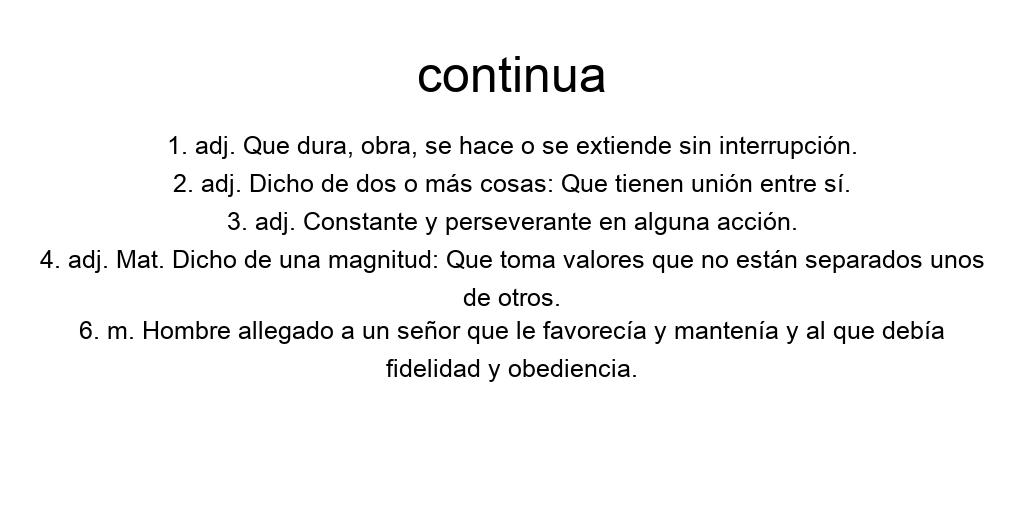 continua
1. adj. Que dura, obra, se hace o se extiende sin interrupción.
2. adj. Dicho de dos o más cosas: Que tienen unión entre sí.
3. adj. Constante y perseverante en alguna acción.
4. adj. Mat. Dicho de una magnitud: Que toma valores que no están separados unos
de otros.
6. m. Hombre allegado a un señor que le favorecía y mantenía y al que debía
fidelidad y obediencia.